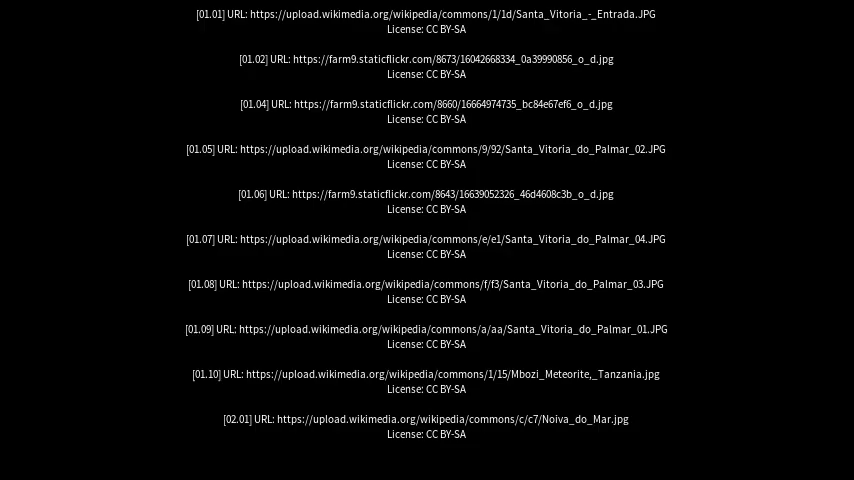 [01.01] URL: https://upload.wikimedia.org/wikipedia/commons/1/1d/Santa_Vitoria_-_Entrada.JPG
License: CC BY-SA
[01.02] URL: https://farm9.staticflickr.com/8673/16042668334_0a39990856_o_d.jpg
License: CC BY-SA
[01.04] URL: https://farm9.staticflickr.com/8660/16664974735_bc84e67ef6_o_d.jpg
License: CC BY-SA
[01.05] URL: https://upload.wikimedia.org/wikipedia/commons/9/92/Santa_Vitoria_do_Palmar_02.JPG
License: CC BY-SA
[01.06] URL: https://farm9.staticflickr.com/8643/16639052326_46d4608c3b_o_d.jpg
License: CC BY-SA
[01.07] URL: https://upload.wikimedia.org/wikipedia/commons/e/e1/Santa_Vitoria_do_Palmar_04.JPG
License: CC BY-SA
[01.08] URL: https://upload.wikimedia.org/wikipedia/commons/f/f3/Santa_Vitoria_do_Palmar_03.JPG
License: CC BY-SA
[01.09] URL: https://upload.wikimedia.org/wikipedia/commons/a/aa/Santa_Vitoria_do_Palmar_01.JPG
License: CC BY-SA
[01.10] URL: https://upload.wikimedia.org/wikipedia/commons/1/15/Mbozi_Meteorite,_Tanzania.jpg
License: CC BY-SA
[02.01] URL: https://upload.wikimedia.org/wikipedia/commons/c/c7/Noiva_do_Mar.jpg
License: CC BY-SA